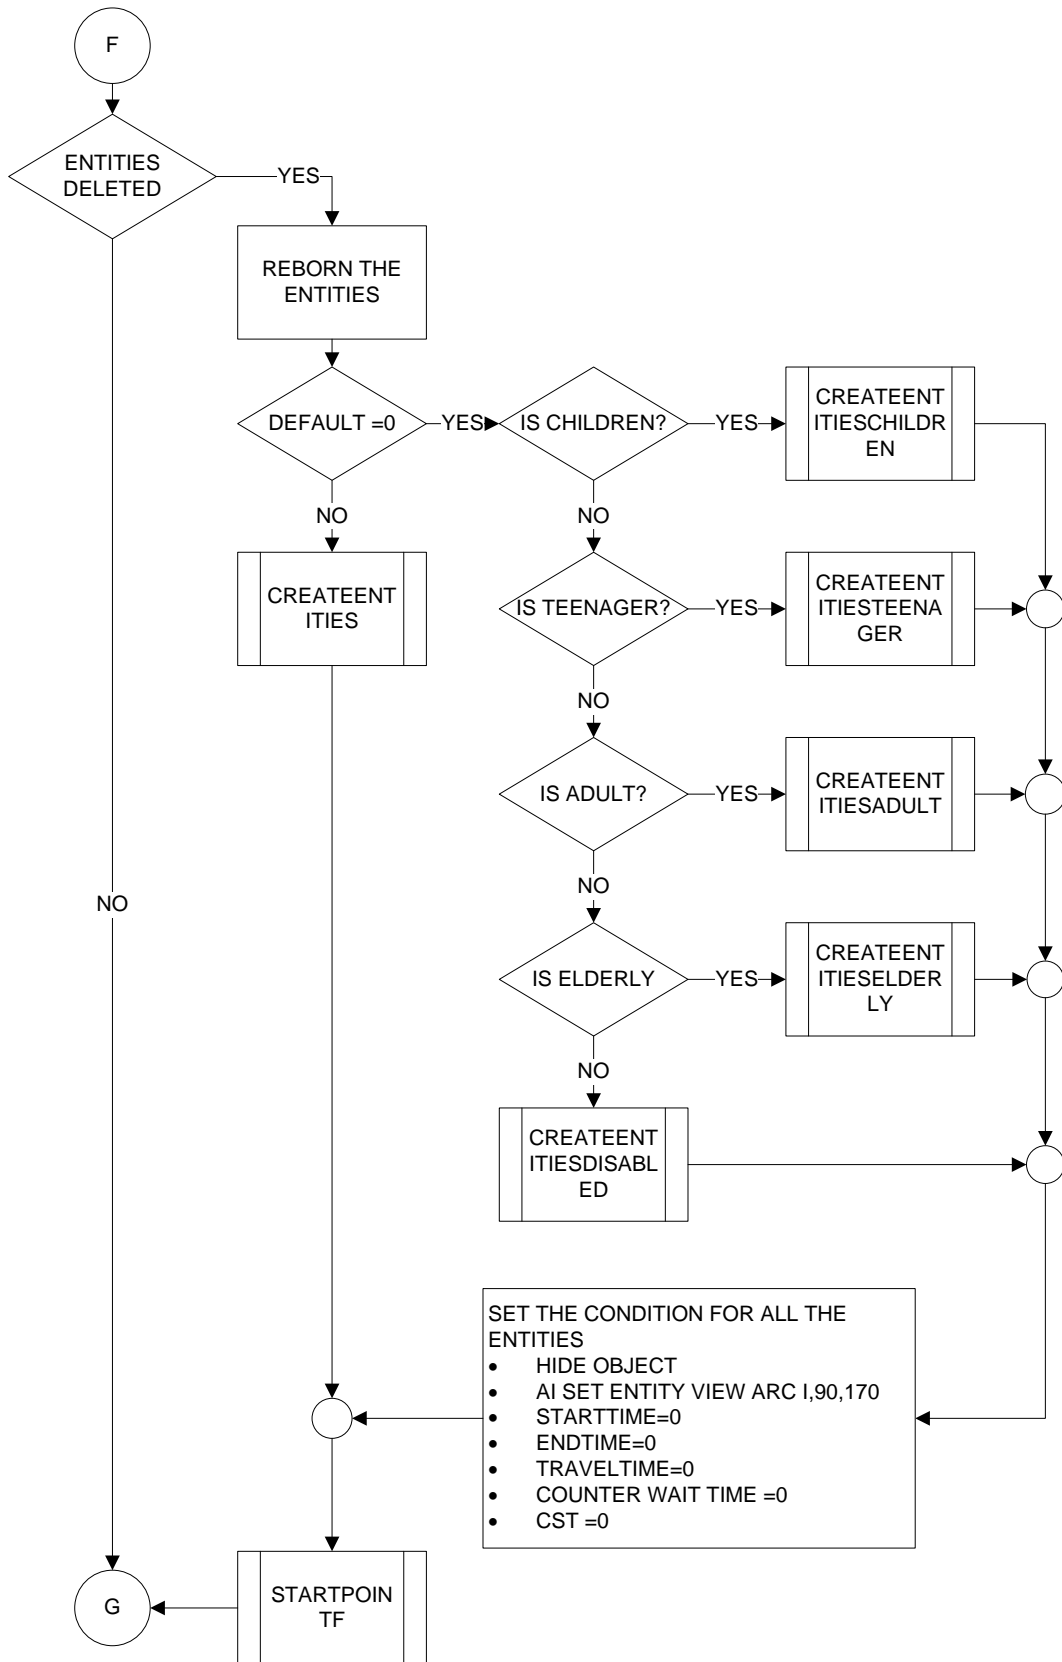 F
ENTITIES
DELETED
YES
REBORN THE
ENTITIES
DEFAULT =0
YES
IS CHILDREN?
YES
CREATEENT
ITIESCHILDR
EN
NO
NO
CREATEENT
ITIES
IS TEENAGER?
YES
CREATEENT
ITIESTEENA
GER
NO
IS ADULT?
YES
CREATEENT
ITIESADULT
NO
NO
IS ELDERLY
YES
CREATEENT
ITIESELDER
LY
NO
CREATEENT
ITIESDISABL
ED
SET THE CONDITION FOR ALL THE
ENTITIES
• HIDE OBJECT
• AI SET ENTITY VIEW ARC I,90,170
• STARTTIME=0
• ENDTIME=0
• TRAVELTIME=0
• COUNTER WAIT TIME =0
• CST =0
G
STARTPOIN
TF